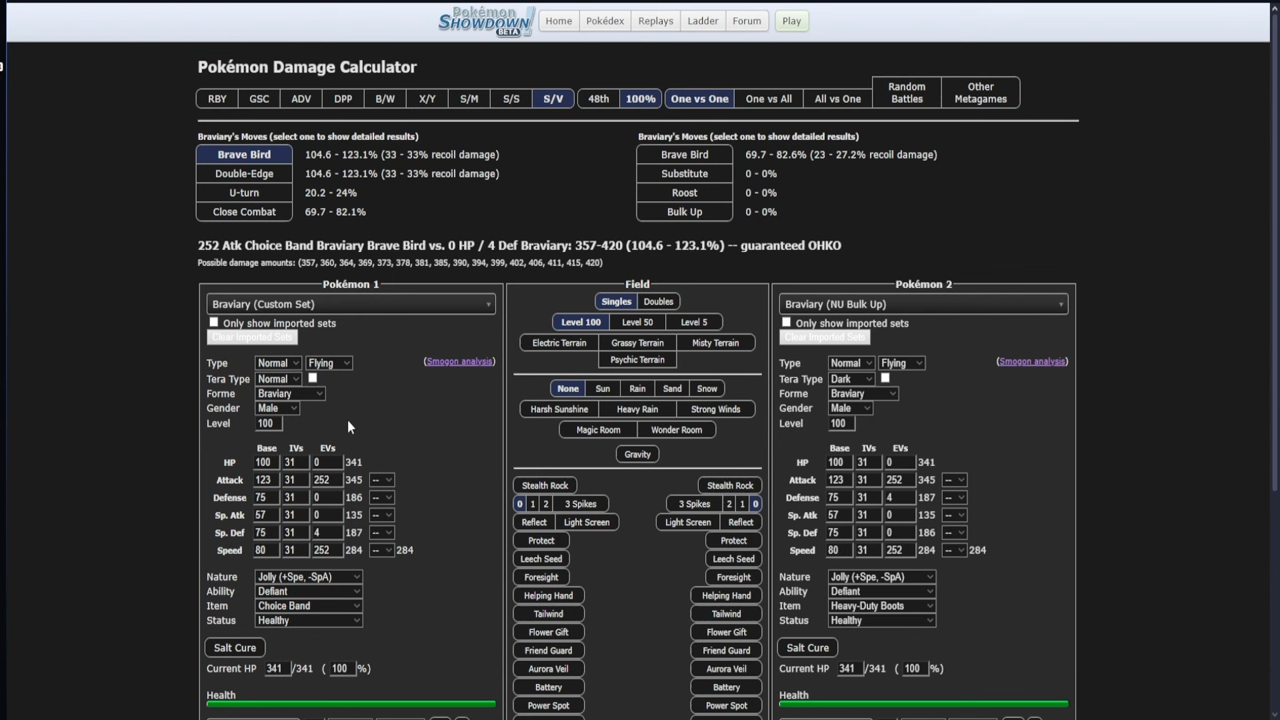 Pokémon
SHOWDOWN!
BETA
Home Pokédex Replays Ladder Forum Play
Pokémon Damage Calculator
RBY GSC ADV DPP B/W X/Y S/M S/S S/V 48th 100% One vs One One vs All All vs One Random Battles Other Metagames
Braviary's Moves (select one to show detailed results) Braviary's Moves (select one to show detailed results)
Brave Bird 104.6 - 123.1% (33 - 33% recoil damage) Brave Bird 69.7 - 82.6% (23 - 27.2% recoil damage)
Double-Edge 104.6 - 123.1% (33 - 33% recoil damage) Substitute 0 - 0%
U-turn 20.2 - 24% Roost 0 - 0%
Close Combat 69.7 - 82.1% Bulk Up 0 - 0%
252 Atk Choice Band Braviary Brave Bird vs. 0 HP / 4 Def Braviary: 357-420 (104.6 - 123.1%) -- guaranteed OHKO
Possible damage amounts: (357, 360, 364, 369, 373, 378, 381, 385, 390, 394, 399, 402, 406, 411, 415, 420)
Pokémon 1
Braviary (Custom Set)
Only show imported sets
Clear Imported Sets
Type Normal Flying (Smogon analysis)
Tera Type Normal
Forme Braviary
Gender Male
Level 100
Base IVs EVs
HP 100 31 0 341
Attack 123 31 252 345 --
Defense 75 31 0 186 --
Sp. Atk 57 31 0 135 --
Sp. Def 75 31 4 187 --
Speed 80 31 252 284 -- 284
Nature Jolly (+Spe, -SpA)
Ability Defiant
Item Choice Band
Status Healthy
Salt Cure
Current HP 341 /341 ( 100 %)
Health
Field
Singles Doubles
Level 100 Level 50 Level 5
Electric Terrain Grassy Terrain Misty Terrain
Psychic Terrain
None Sun Rain Sand Snow
Harsh Sunshine Heavy Rain Strong Winds
Magic Room Wonder Room
Gravity
Stealth Rock Stealth Rock
0 1 2 3 Spikes 3 Spikes 2 1 0
Reflect Light Screen Light Screen Reflect
Protect Protect
Leech Seed Leech Seed
Foresight Foresight
Helping Hand Helping Hand
Tailwind Tailwind
Flower Gift Flower Gift
Friend Guard Friend Guard
Aurora Veil Aurora Veil
Battery Battery
Power Spot Power Spot
Pokémon 2
Braviary (NU Bulk Up)
Only show imported sets
Clear Imported Sets
Type Normal Flying (Smogon analysis)
Tera Type Dark
Forme Braviary
Gender Male
Level 100
Base IVs EVs
HP 100 31 0 341
Attack 123 31 252 345 --
Defense 75 31 4 187 --
Sp. Atk 57 31 0 135 --
Sp. Def 75 31 0 186 --
Speed 80 31 252 284 -- 284
Nature Jolly (+Spe, -SpA)
Ability Defiant
Item Heavy-Duty Boots
Status Healthy
Salt Cure
Current HP 341 /341 ( 100 %)
Health